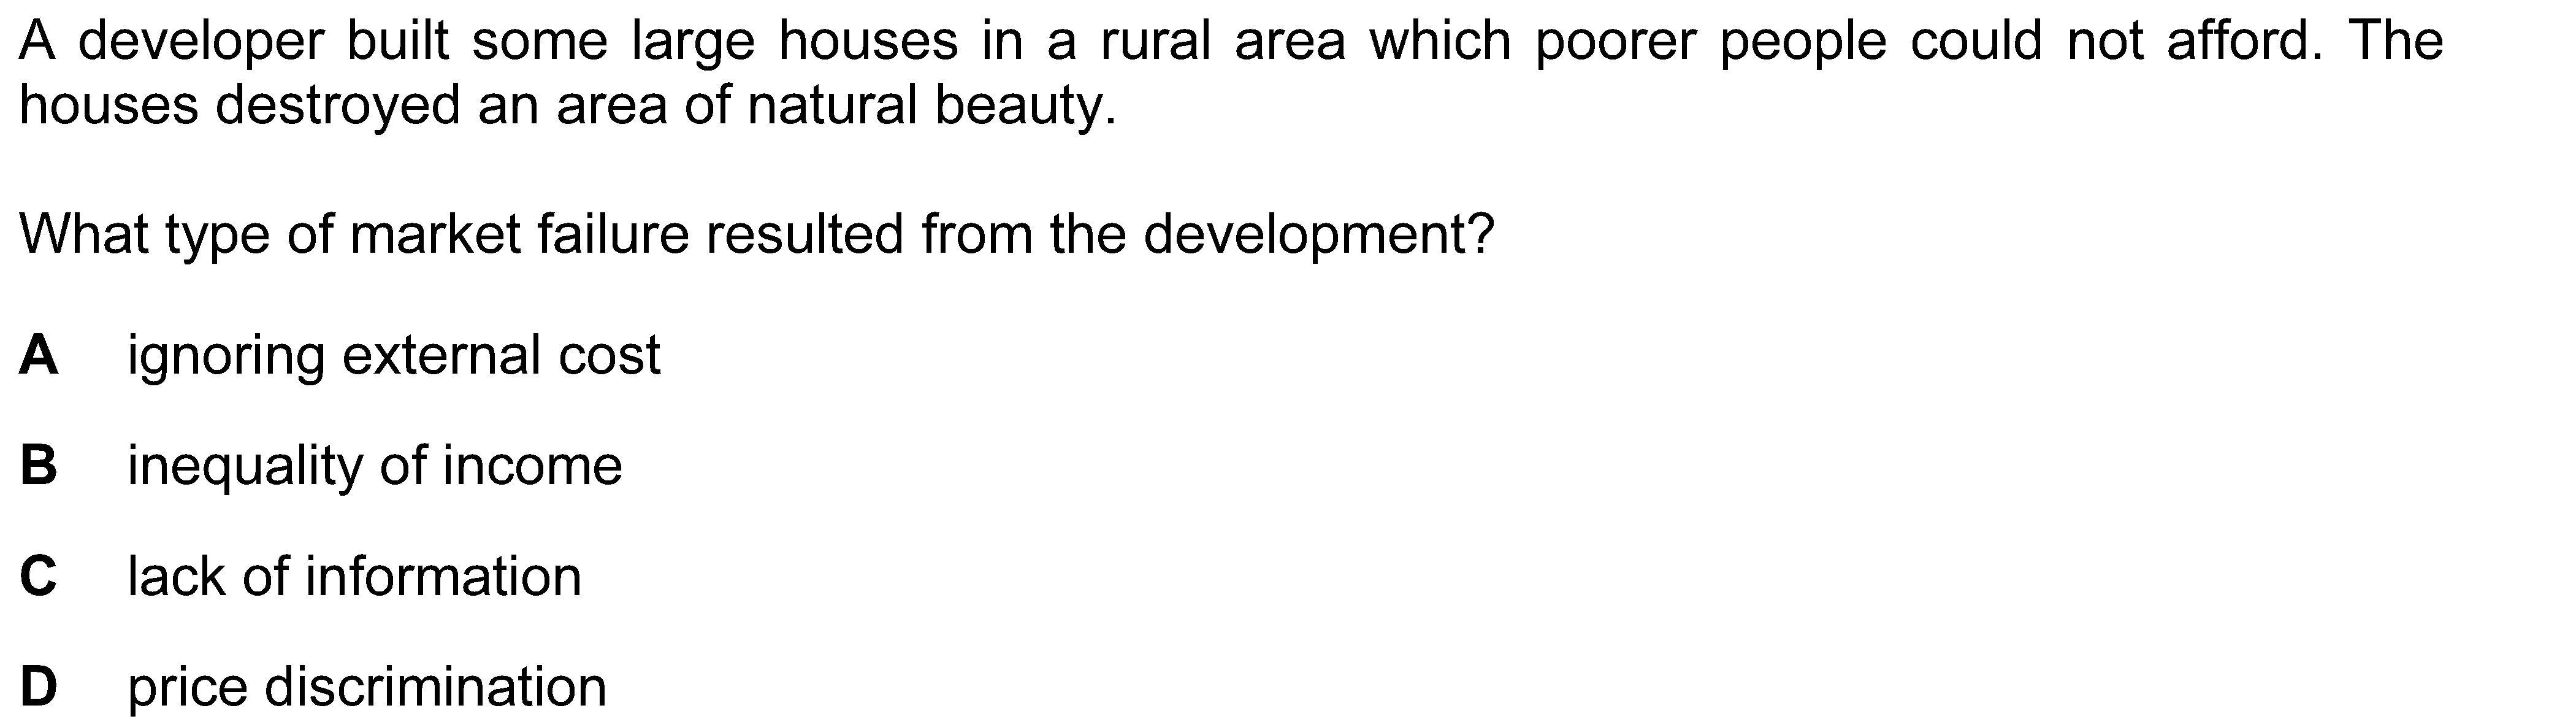 A developer built some large houses in a rural area which poorer people could not afford. The
houses destroyed an area of natural beauty.
What type of market failure resulted from the development?
A ignoring external cost
B inequality of income
C lack of information
D price discrimination